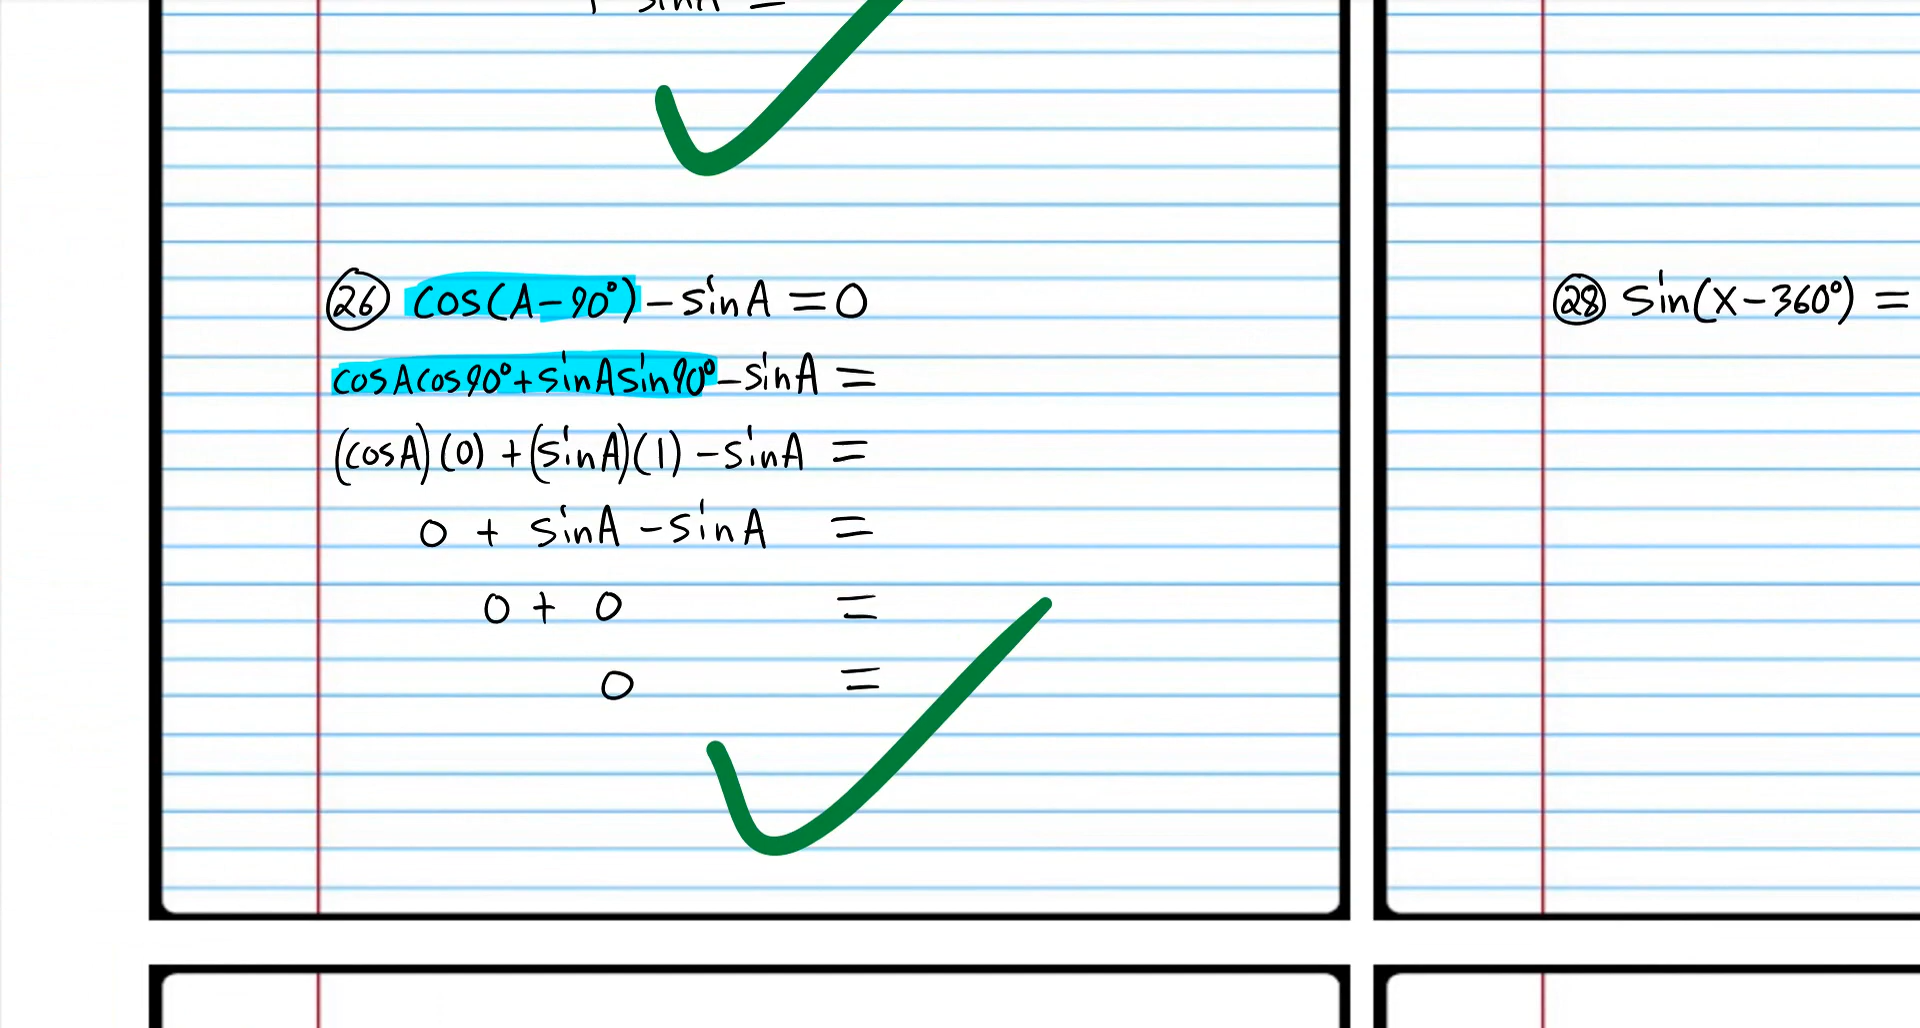 sinA =
㉖ cos(A-90°)-sinA=0
cosAcos90°+sinAsin90°-sinA=
(cosA)(0)+(sinA)(1)-sinA=
0 + sinA-sinA =
0 + 0 =
0 =
㉘ sin(x-360°)=